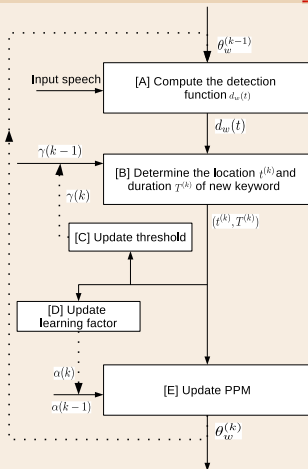 θ_w^{(k−1)}
Input speech
[A] Compute the detection
function d_w(t)
d_w(t)
γ(k−1)
[B] Determine the location t^{(k)} and
duration T^{(k)} of new keyword
γ(k)
(t^{(k)}, T^{(k)})
[C] Update threshold
[D] Update
learning factor
α(k)
[E] Update PPM
α(k−1)
θ_w^{(k)}